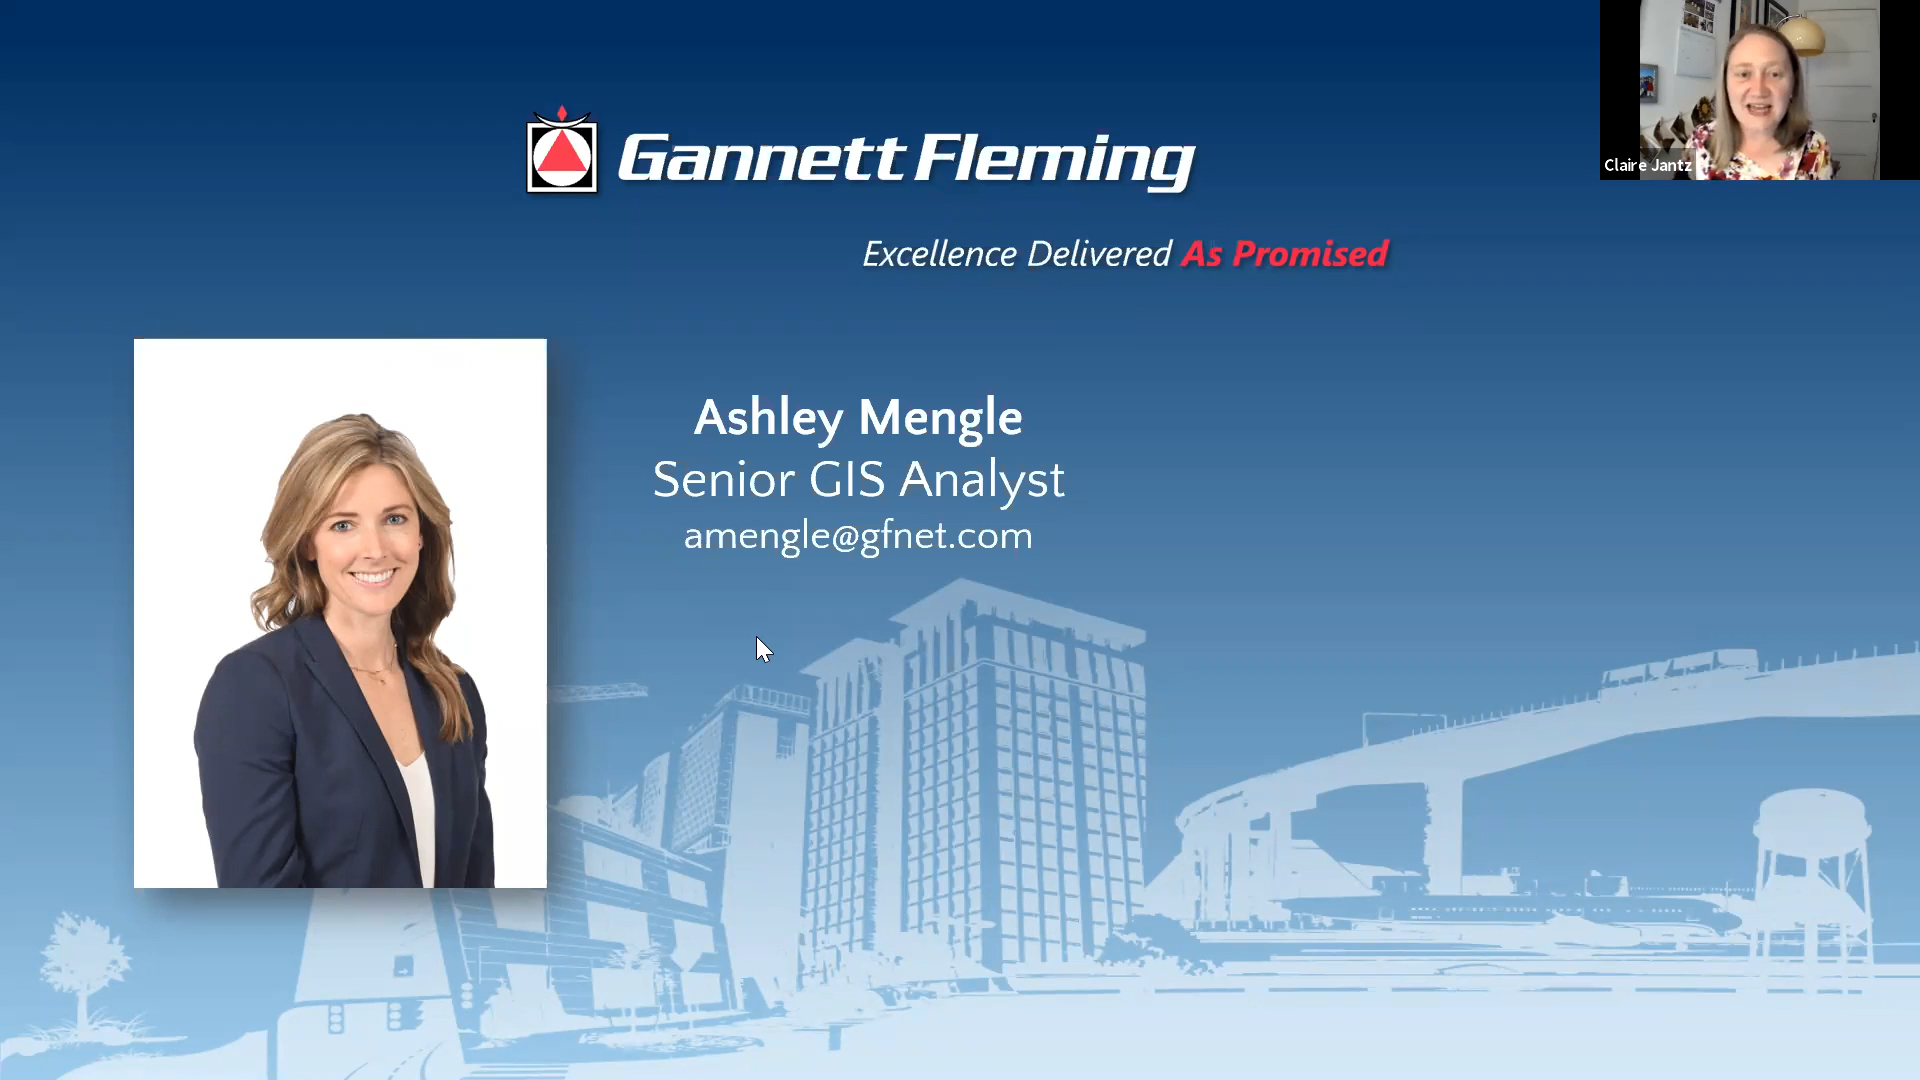 Gannett Fleming
Excellence Delivered As Promised
Claire Jantz
Ashley Mengle
Senior GIS Analyst
amengle@gfnet.com